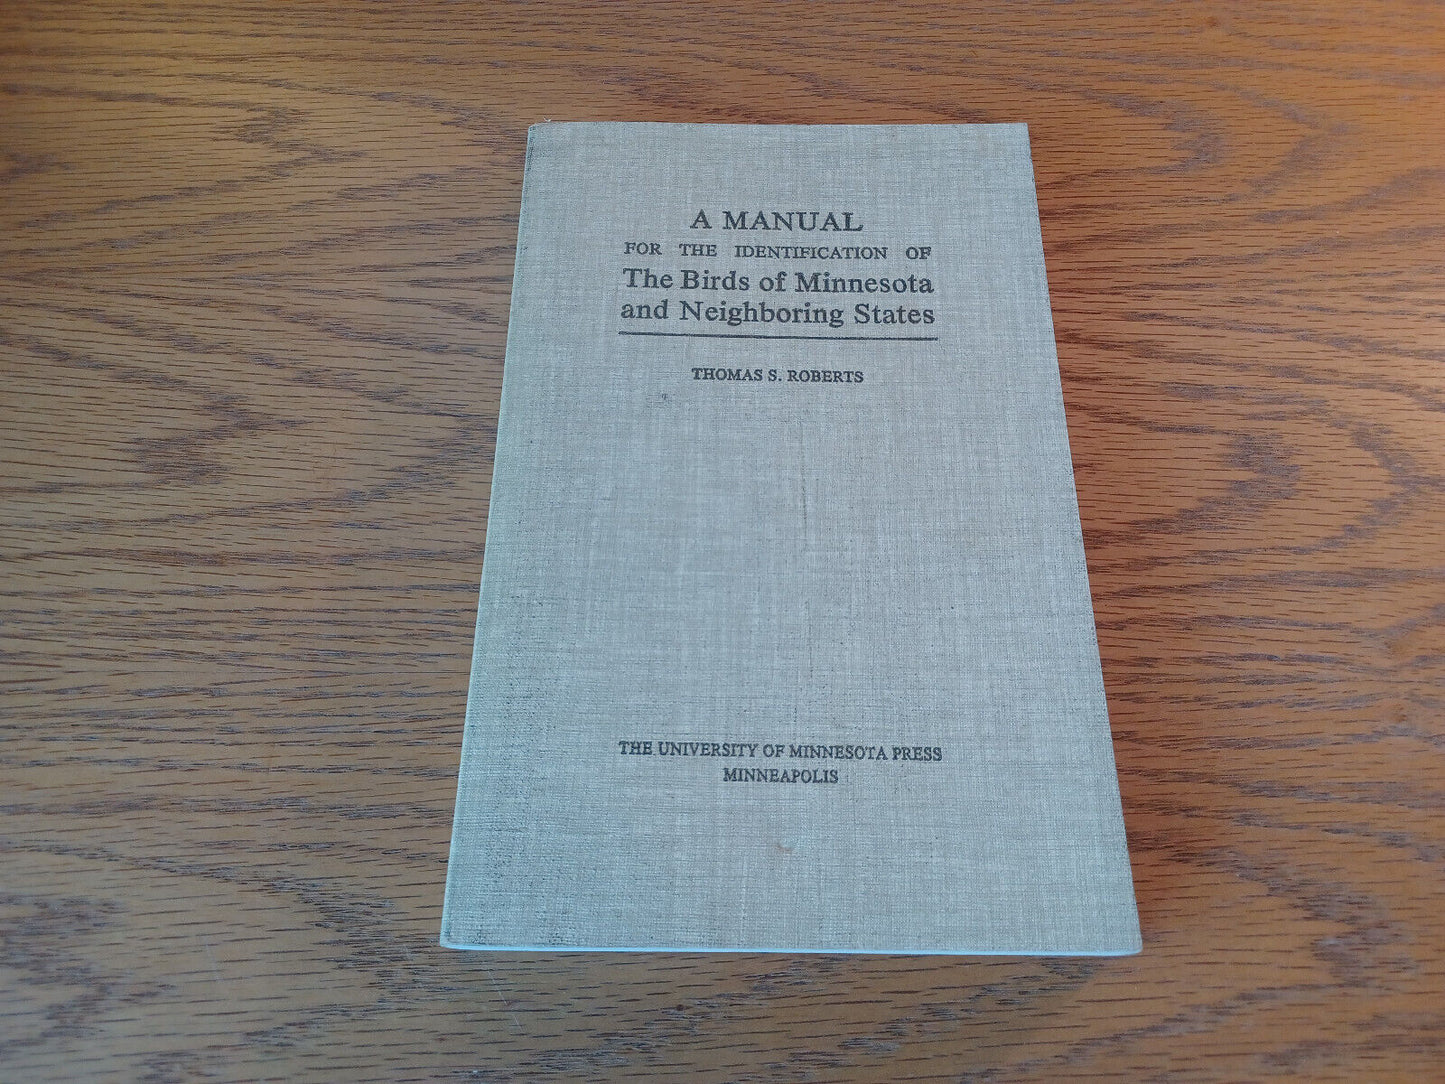 A MANUAL
FOR THE IDENTIFICATION OF
The Birds of Minnesota
and Neighboring States
THOMAS S. ROBERTS
THE UNIVERSITY OF MINNESOTA PRESS
MINNEAPOLIS